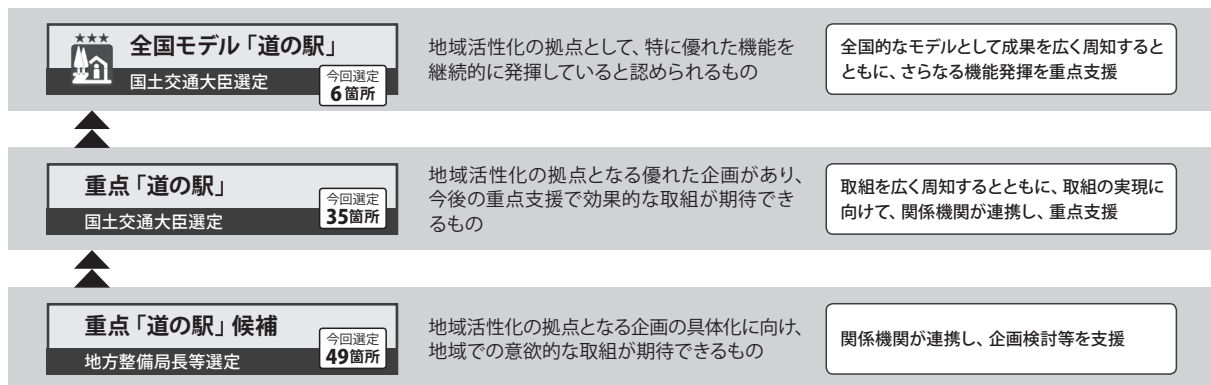 全国モデル「道の駅」
国土交通大臣選定
今回選定
6箇所
地域活性化の拠点として、特に優れた機能を
継続的に発揮していると認められるもの
全国的なモデルとして成果を広く周知すると
ともに、さらなる機能発揮を重点支援
重点「道の駅」
国土交通大臣選定
今回選定
35箇所
地域活性化の拠点となる優れた企画があり、
今後の重点支援で効果的な取組が期待でき
るもの
取組を広く周知するとともに、取組の実現に
向けて、関係機関が連携し、重点支援
重点「道の駅」候補
地方整備局長等選定
今回選定
49箇所
地域活性化の拠点となる企画の具体化に向け、
地域での意欲的な取組が期待できるもの
関係機関が連携し、企画検討等を支援